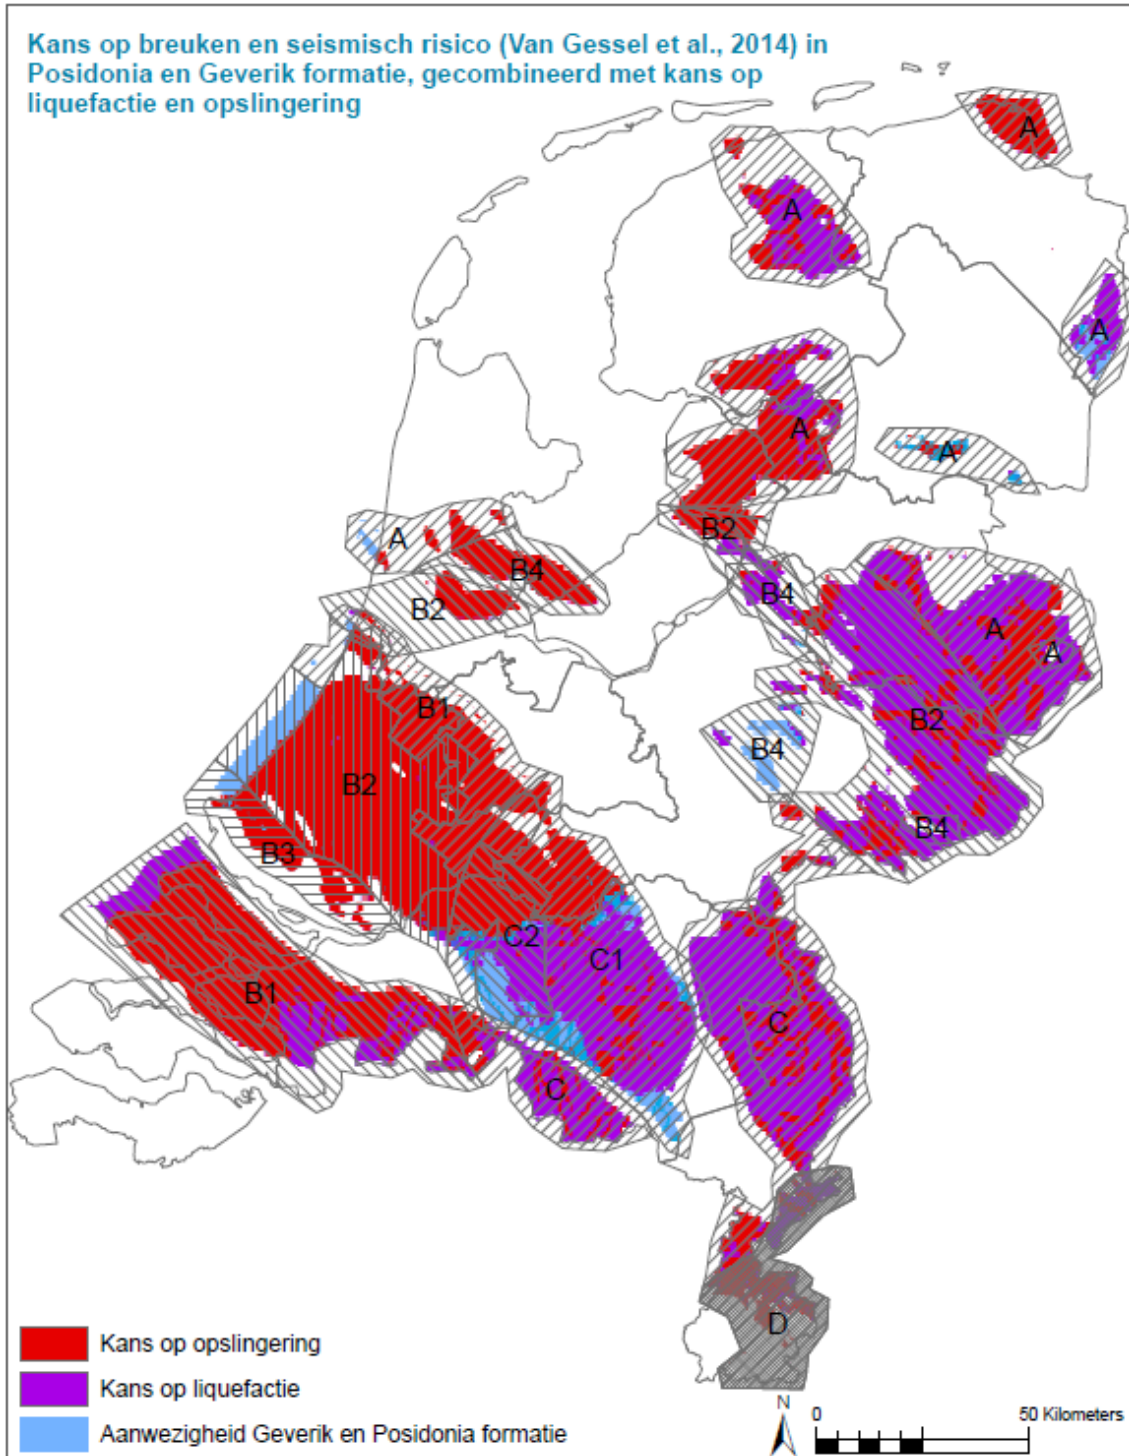 Kans op breuken en seismisch risico (Van Gessel et al., 2014) in
Posidonia en Geverik formatie, gecombineerd met kans op
liquefactie en opslingering
A
A
A
A
A
A
B2
B4
B4
B2
A
A
B1
B2
B4
B2
B3
B4
C2
C1
B1
C
C
D
Kans op opslingering
Kans op liquefactie
Aanwezigheid Geverik en Posidonia formatie
N
0
50 Kilometers